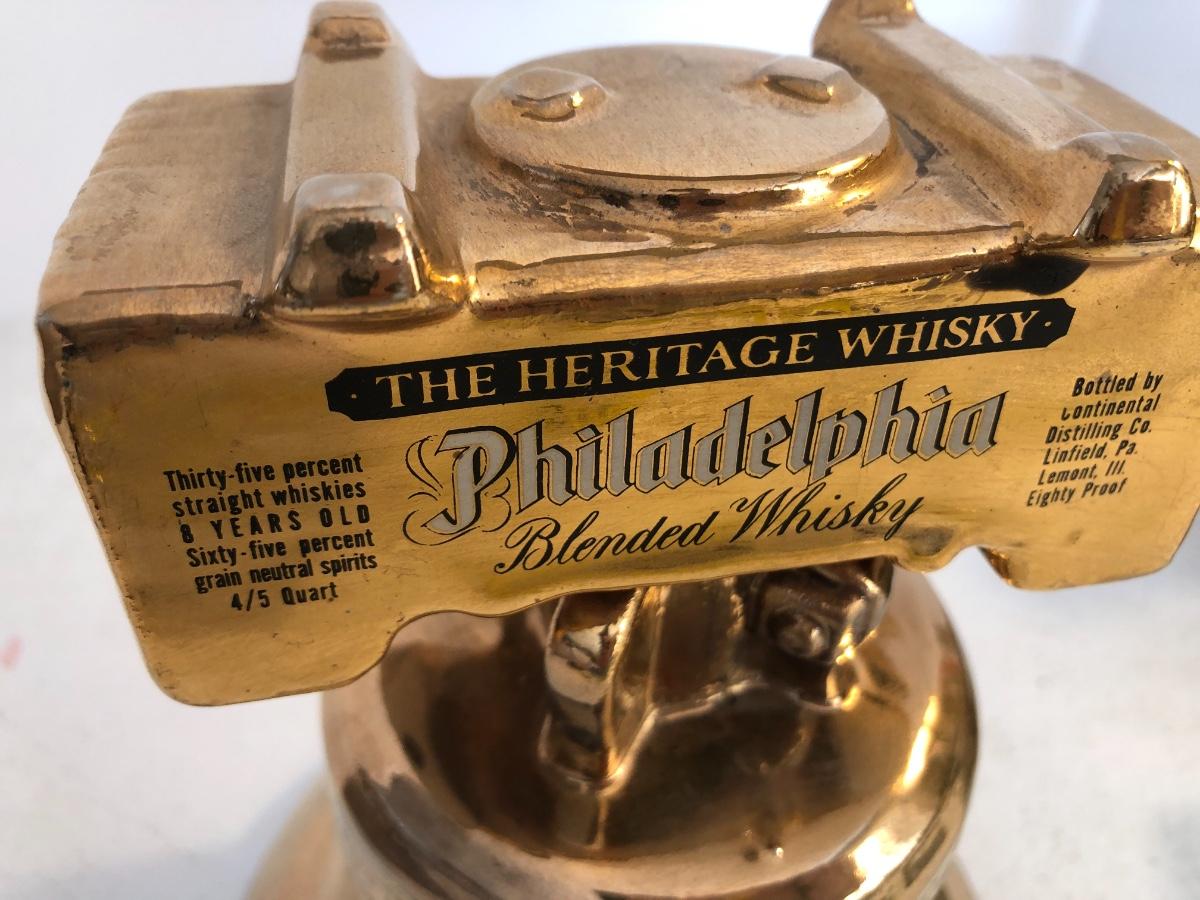 THE HERITAGE WHISKY
Philadelphia
Blended Whisky
Thirty-five percent
straight whiskies
8 YEARS OLD
Sixty-five percent
grain neutral spirits
4/5 Quart
Bottled by
Continental
Distilling Co.
Linfield, Pa.
Lemont, Ill.
Eighty Proof